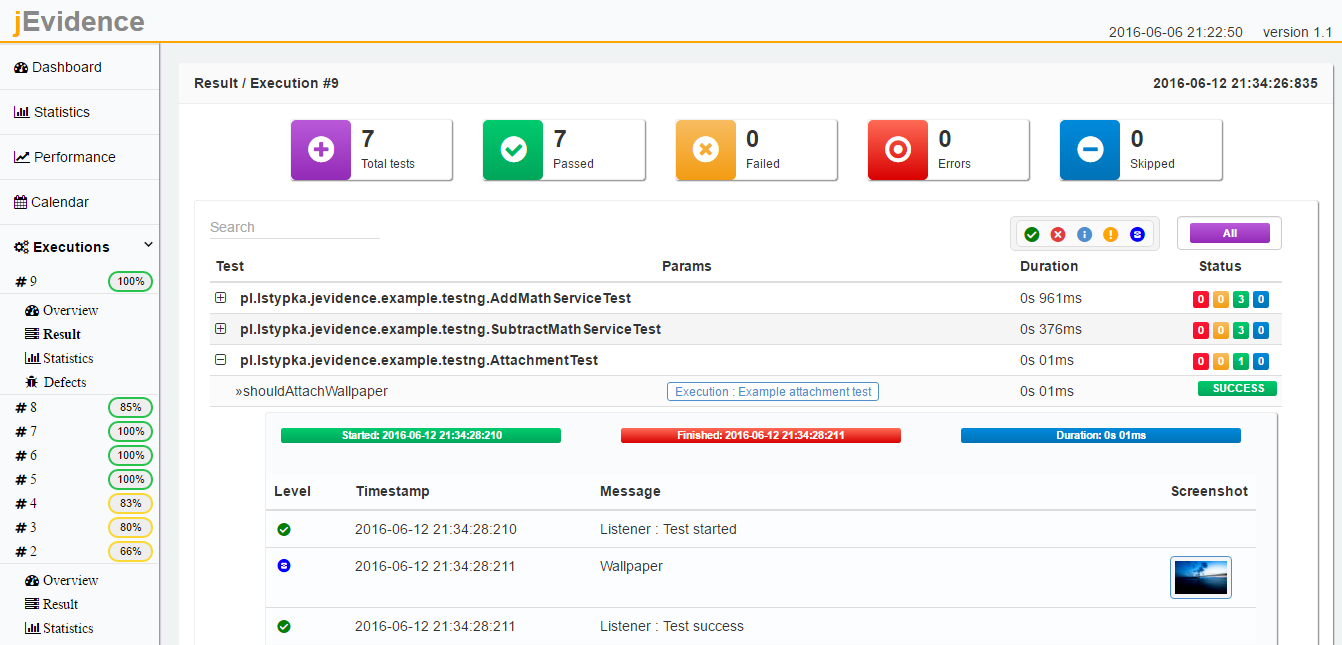 jEvidence
2016-06-06 21:22:50 version 1.1
Dashboard
Statistics
Performance
Calendar
Executions
# 9 100%
Overview
Result
Statistics
Defects
# 8 85%
# 7 100%
# 6 100%
# 5 100%
# 4 83%
# 3 80%
# 2 66%
Overview
Result
Statistics
Result / Execution #9 2016-06-12 21:34:26:835
7
Total tests
7
Passed
0
Failed
0
Errors
0
Skipped
Search
All
Test Params Duration Status
pl.lstypka.jevidence.example.testng.AddMathServiceTest 0s 961ms 0 0 3 0
pl.lstypka.jevidence.example.testng.SubtractMathServiceTest 0s 376ms 0 0 3 0
pl.lstypka.jevidence.example.testng.AttachmentTest 0s 01ms 0 0 1 0
»shouldAttachWallpaper Execution : Example attachment test 0s 01ms SUCCESS
Started: 2016-06-12 21:34:28:210 Finished: 2016-06-12 21:34:28:211 Duration: 0s 01ms
Level Timestamp Message Screenshot
2016-06-12 21:34:28:210 Listener : Test started
2016-06-12 21:34:28:211 Wallpaper
2016-06-12 21:34:28:211 Listener : Test success